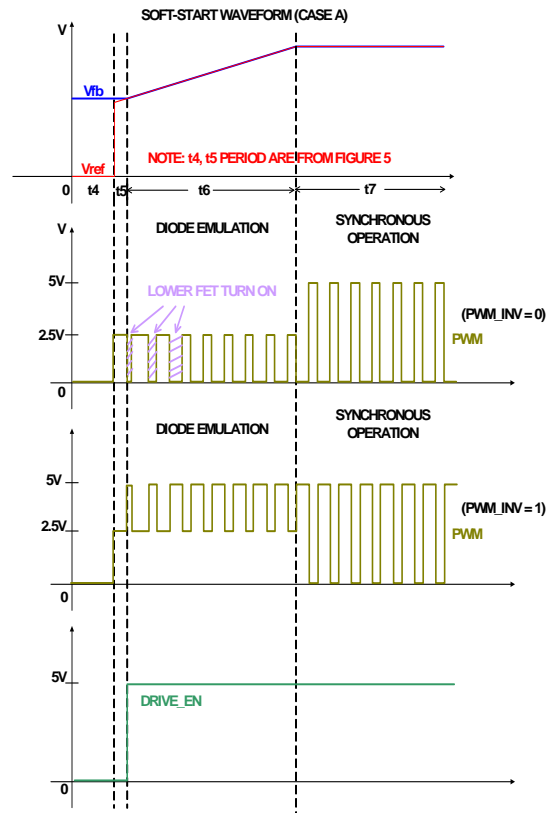 SOFT-START WAVEFORM (CASE A)
V
Vfb
Vref
NOTE: t4, t5 PERIOD ARE FROM FIGURE 5
0
t4
t5
t6
t7
V
DIODE EMULATION
SYNCHRONOUS
OPERATION
5V
LOWER FET TURN ON
(PWM_INV = 0)
2.5V
PWM
0
DIODE EMULATION
SYNCHRONOUS
OPERATION
5V
(PWM_INV = 1)
2.5V
PWM
0
5V
DRIVE_EN
0